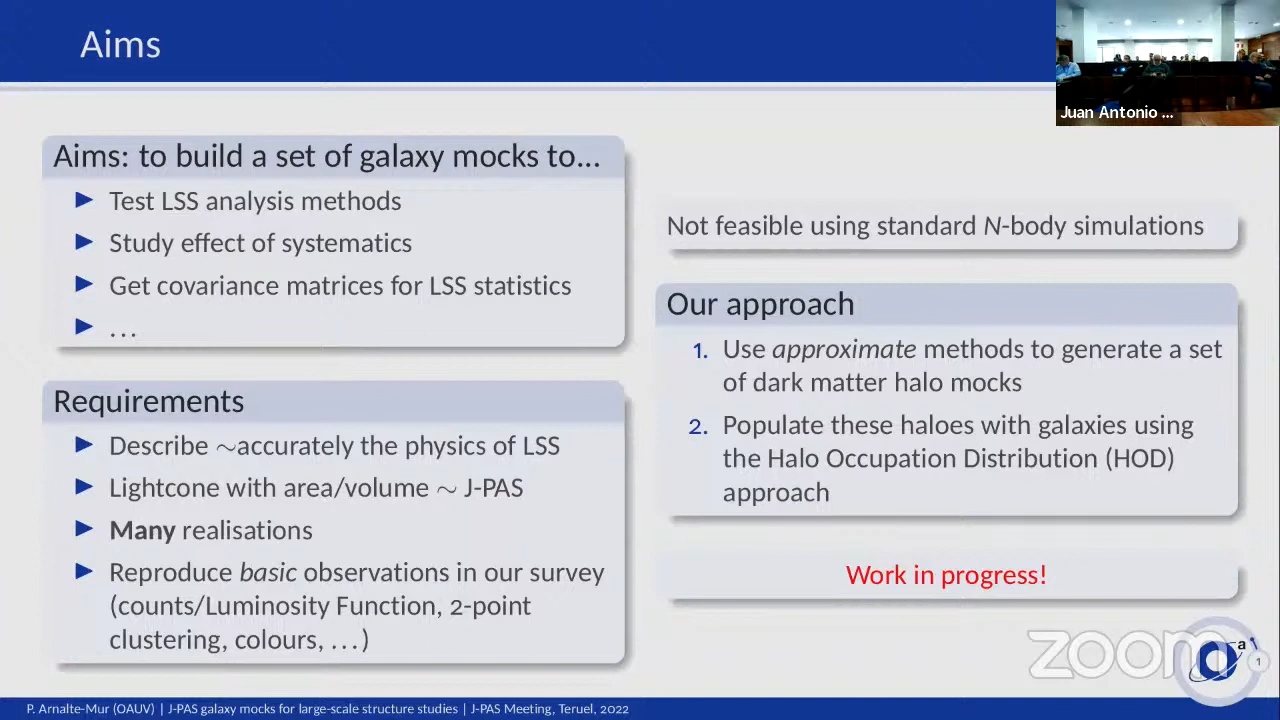 Aims
Juan Antonio ...
Aims: to build a set of galaxy mocks to...
► Test LSS analysis methods
► Study effect of systematics
► Get covariance matrices for LSS statistics
► ...
Requirements
► Describe ∼accurately the physics of LSS
► Lightcone with area/volume ∼ J-PAS
► Many realisations
► Reproduce basic observations in our survey
(counts/Luminosity Function, 2-point
clustering, colours, ...)
Not feasible using standard N-body simulations
Our approach
1. Use approximate methods to generate a set
of dark matter halo mocks
2. Populate these haloes with galaxies using
the Halo Occupation Distribution (HOD)
approach
Work in progress!
zoom
a
1
P. Arnalte-Mur (OAUV) | J-PAS galaxy mocks for large-scale structure studies | J-PAS Meeting, Teruel, 2022